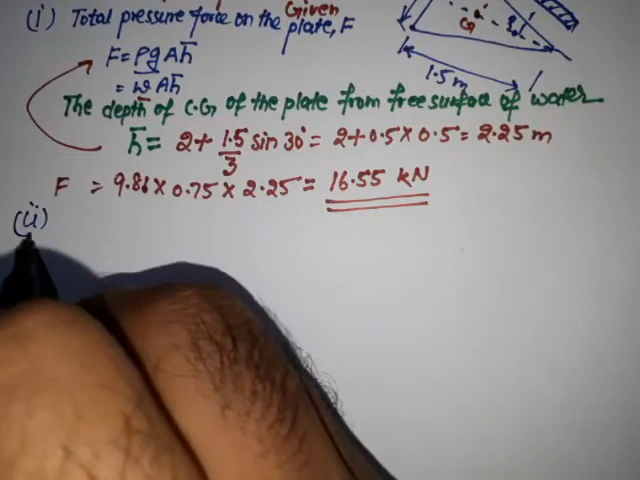 Given
(i) Total pressure force on the plate, F
F = ρg A h̄
= w A h̄
G
1.5 m
The depth of C.G of the plate from free surface of water
h̄ = 2 + 1.5/3 sin 30° = 2 + 0.5 × 0.5 = 2.25 m
F = 9.81 × 0.75 × 2.25 = 16.55 kN
(ii)